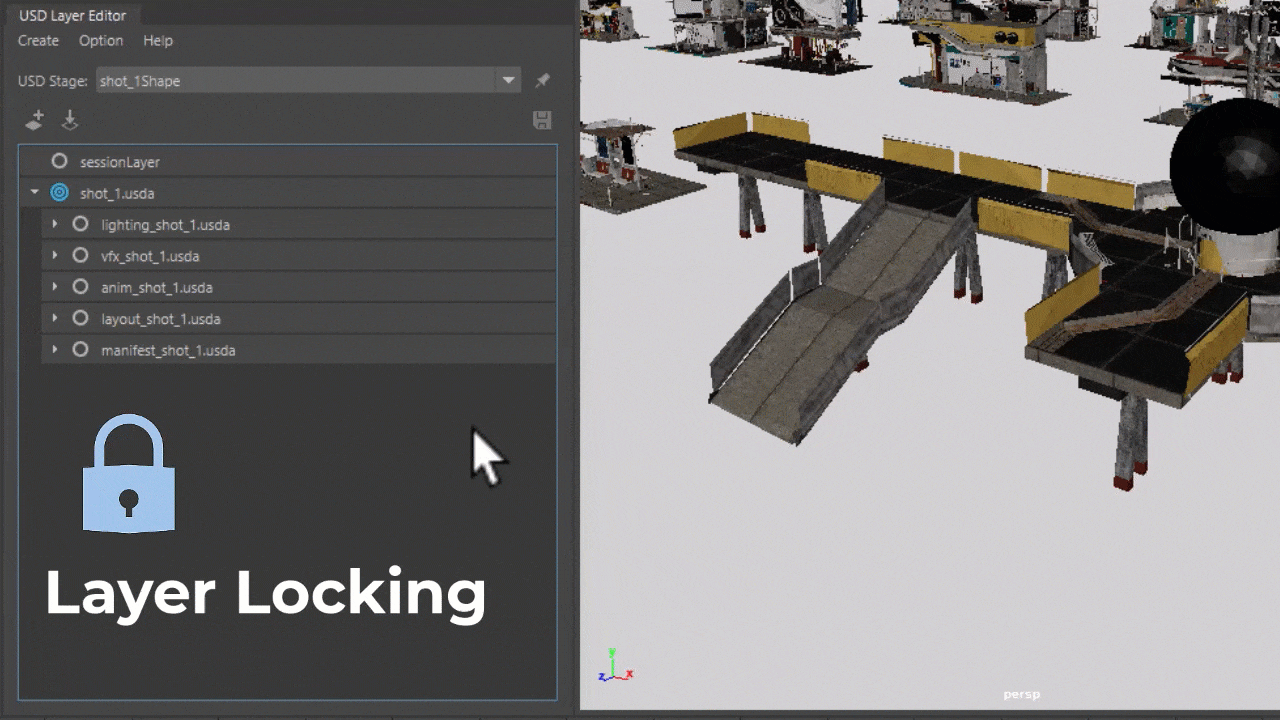 USD Layer Editor
Create Option Help
USD Stage: shot_1Shape
sessionLayer
shot_1.usda
lighting_shot_1.usda
vfx_shot_1.usda
anim_shot_1.usda
layout_shot_1.usda
manifest_shot_1.usda
Layer Locking
y
z x
persp